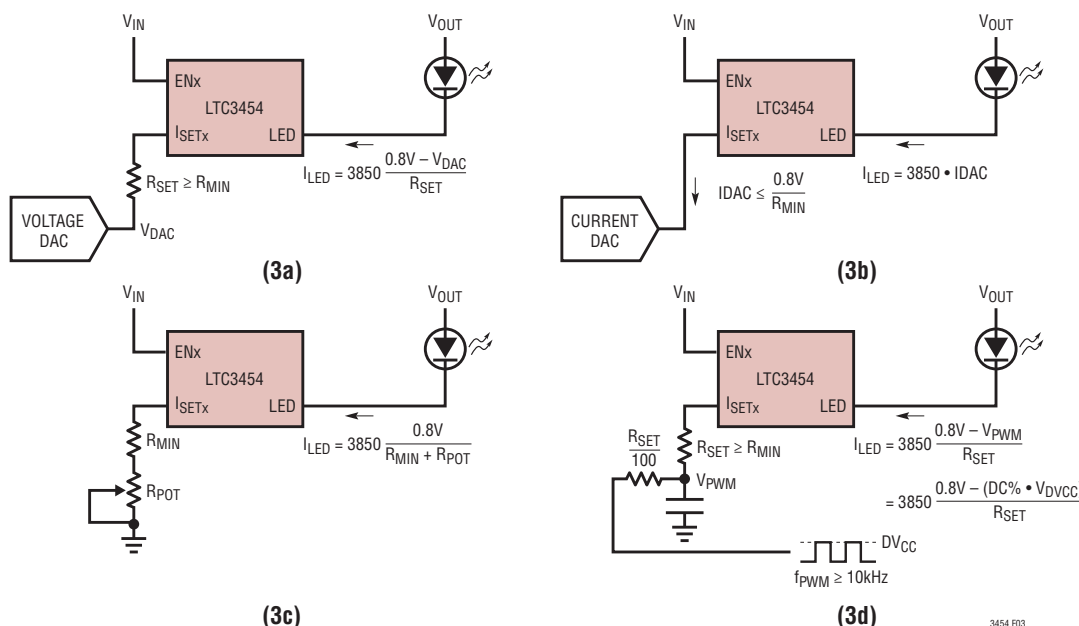 V_IN
V_OUT
ENx
LTC3454
I_SETx
LED
R_SET ≥ R_MIN
I_LED = 3850 (0.8V – V_DAC) / R_SET
VOLTAGE
DAC
V_DAC
(3a)
V_IN
V_OUT
ENx
LTC3454
I_SETx
LED
IDAC ≤ 0.8V / R_MIN
I_LED = 3850 • IDAC
CURRENT
DAC
(3b)
V_IN
V_OUT
ENx
LTC3454
I_SETx
LED
R_MIN
I_LED = 3850 0.8V / (R_MIN + R_POT)
R_POT
(3c)
V_IN
V_OUT
ENx
LTC3454
I_SETx
LED
R_SET / 100
R_SET ≥ R_MIN
I_LED = 3850 (0.8V – V_PWM) / R_SET
V_PWM
= 3850 0.8V – (DC% • V_DVCC / R_SET
DV_CC
f_PWM ≥ 10kHz
(3d)
3454 F03